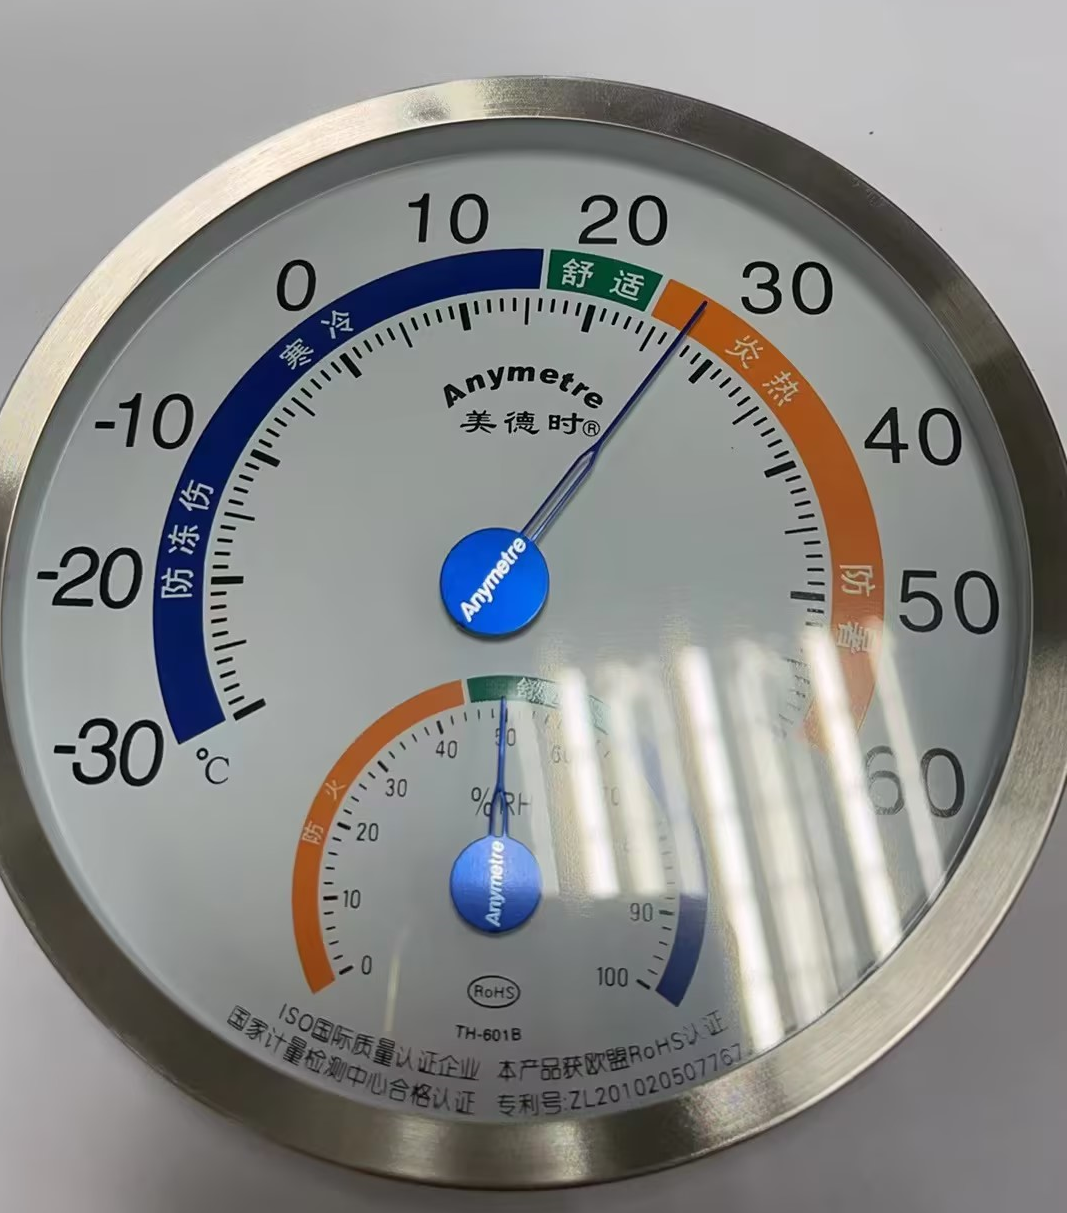 -30
-20
-10
0
10
20
30
40
50
60
℃
防冻伤
寒冷
舒适
炎热
防暑
Anymetre
美德时®
Anymetre
0
10
20
30
40
50
60
90
100
%RH
防火
Anymetre
RoHS
TH-601B
ISO国际质量认证企业 本产品获欧盟RoHS认证
国家计量检测中心合格认证 专利号:ZL201020507767